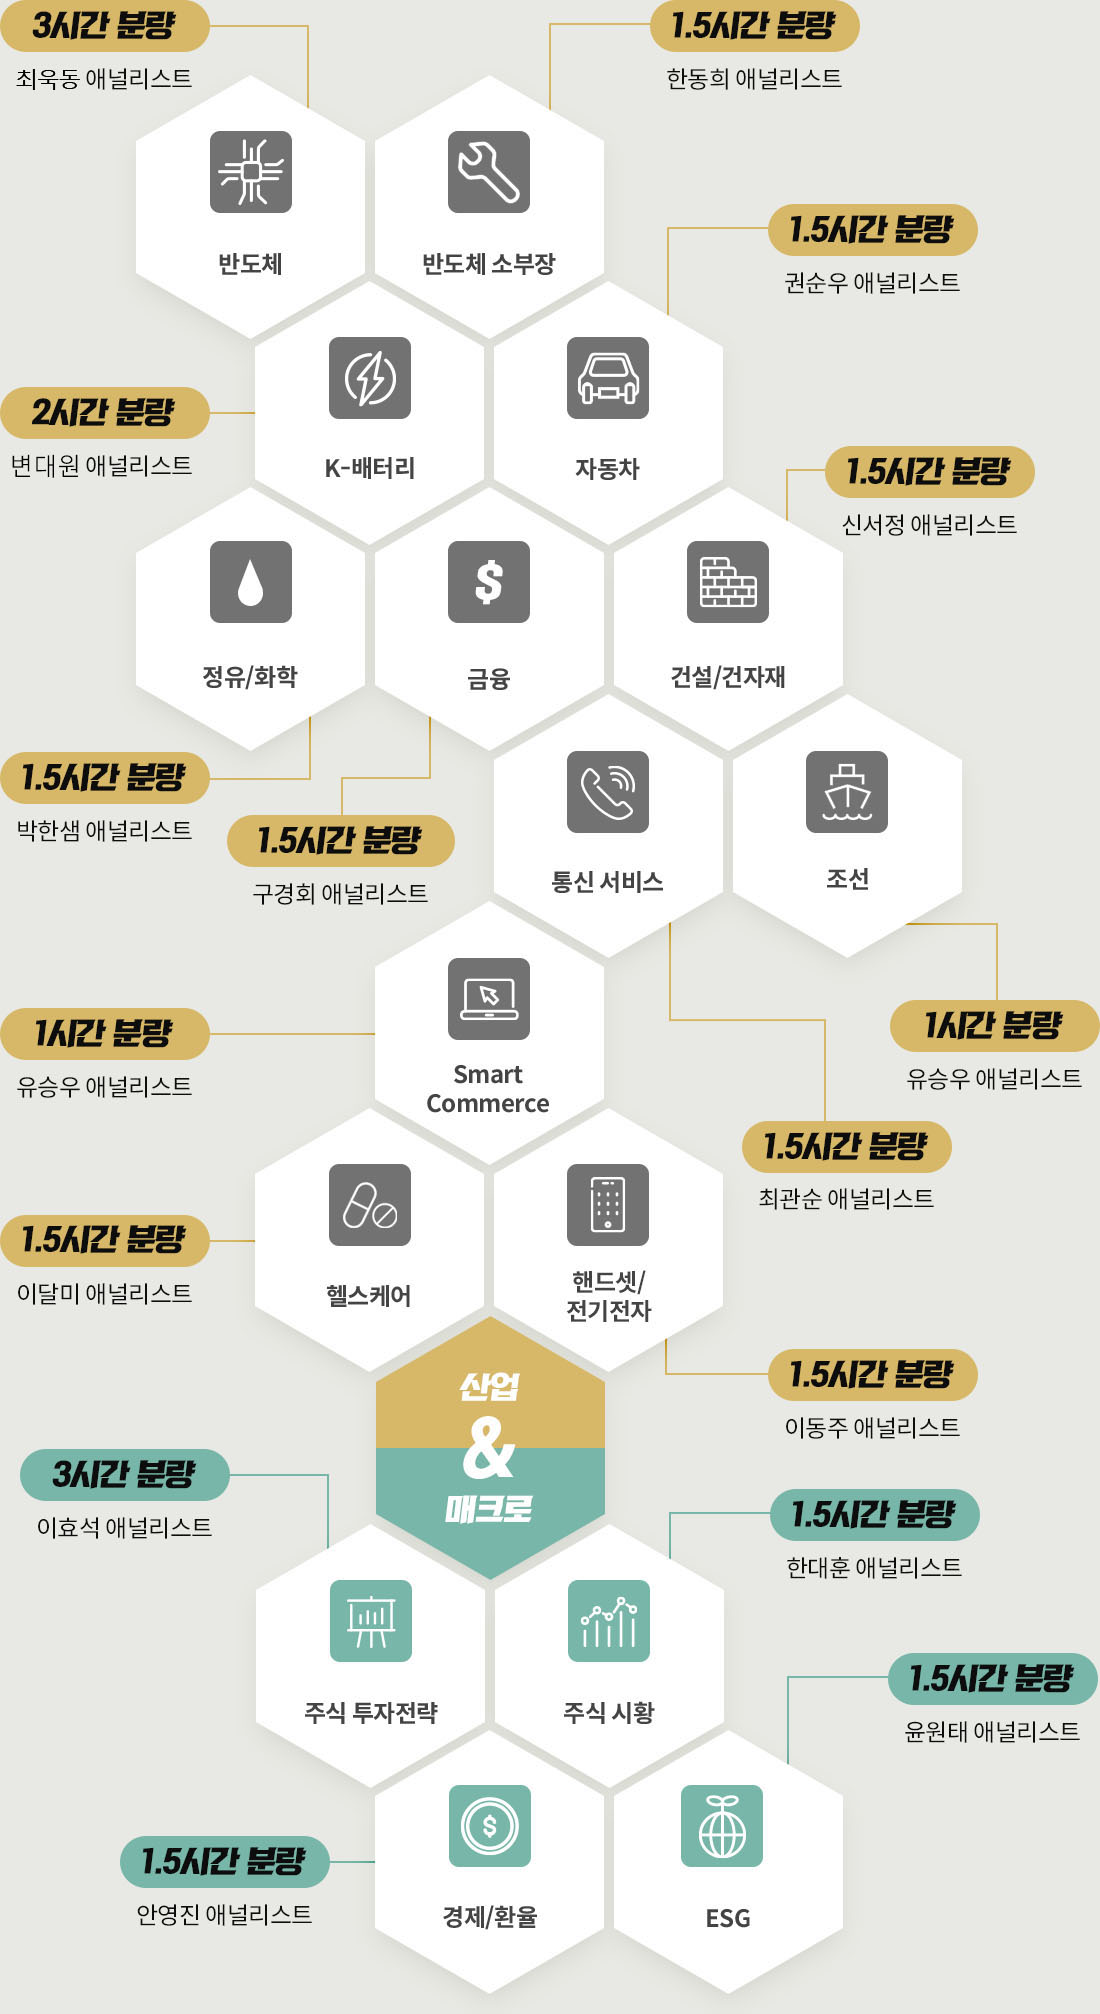 3시간 분량
최욱동 애널리스트
1.5시간 분량
한동희 애널리스트
반도체
반도체 소부장
1.5시간 분량
권순우 애널리스트
2시간 분량
변대원 애널리스트
K-배터리
자동차
1.5시간 분량
신서정 애널리스트
정유/화학
금융
건설/건자재
1.5시간 분량
박한샘 애널리스트
1.5시간 분량
구경회 애널리스트
통신 서비스
조선
1시간 분량
유승우 애널리스트
Smart
Commerce
1시간 분량
유승우 애널리스트
1.5시간 분량
최관순 애널리스트
1.5시간 분량
이달미 애널리스트
헬스케어
핸드셋/
전기전자
1.5시간 분량
이동주 애널리스트
산업
&
매크로
3시간 분량
이효석 애널리스트
1.5시간 분량
한대훈 애널리스트
주식 투자전략
주식 시황
1.5시간 분량
윤원태 애널리스트
1.5시간 분량
안영진 애널리스트
경제/환율
ESG